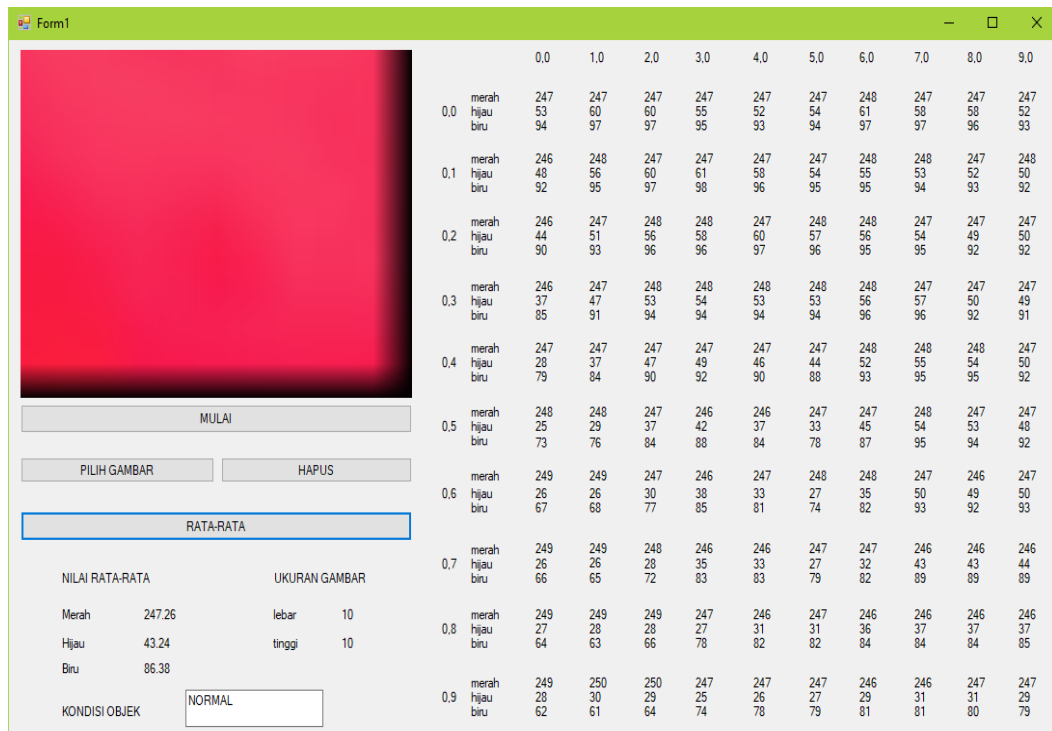 Form1
0,0 1,0 2,0 3,0 4,0 5,0 6,0 7,0 8,0 9,0
merah 247 247 247 247 247 247 248 247 247 247
0,0 hijau 53 60 60 55 52 54 61 58 58 52
biru 94 97 97 95 93 94 97 97 96 93
merah 246 248 247 247 247 247 248 248 247 248
0,1 hijau 48 56 60 61 58 54 55 53 52 50
biru 92 95 97 98 96 95 95 94 93 92
merah 246 247 248 248 247 248 248 247 247 247
0,2 hijau 44 51 56 58 60 57 56 54 49 50
biru 90 93 96 96 97 96 95 95 92 92
merah 246 247 248 248 248 248 248 248 247 247
0,3 hijau 37 47 53 54 53 53 56 57 50 49
biru 85 91 94 94 94 94 96 96 92 91
merah 247 247 247 247 247 247 248 248 248 247
0,4 hijau 28 37 47 49 46 44 52 55 54 50
biru 79 84 90 92 90 88 93 95 95 92
merah 248 248 247 246 246 247 247 248 247 247
0,5 hijau 25 29 37 42 37 33 45 54 53 48
biru 73 76 84 88 84 78 87 95 94 92
merah 249 249 247 246 247 248 248 247 246 247
0,6 hijau 26 26 30 38 33 27 35 50 49 50
biru 67 68 77 85 81 74 82 93 92 93
merah 249 249 248 246 246 247 247 246 246 246
0,7 hijau 26 26 28 35 33 27 32 43 43 44
biru 66 65 72 83 83 79 82 89 89 89
merah 249 249 249 247 246 247 246 246 246 246
0,8 hijau 27 28 28 27 31 31 36 37 37 37
biru 64 63 66 78 82 82 84 84 84 85
merah 249 250 250 247 247 247 246 246 247 247
0,9 hijau 28 30 29 25 26 27 29 31 31 29
biru 62 61 64 74 78 79 81 81 80 79
MULAI
PILIH GAMBAR HAPUS
RATA-RATA
NILAI RATA-RATA UKURAN GAMBAR
Merah 247.26 lebar 10
Hijau 43.24 tinggi 10
Biru 86.38
KONDISI OBJEK NORMAL